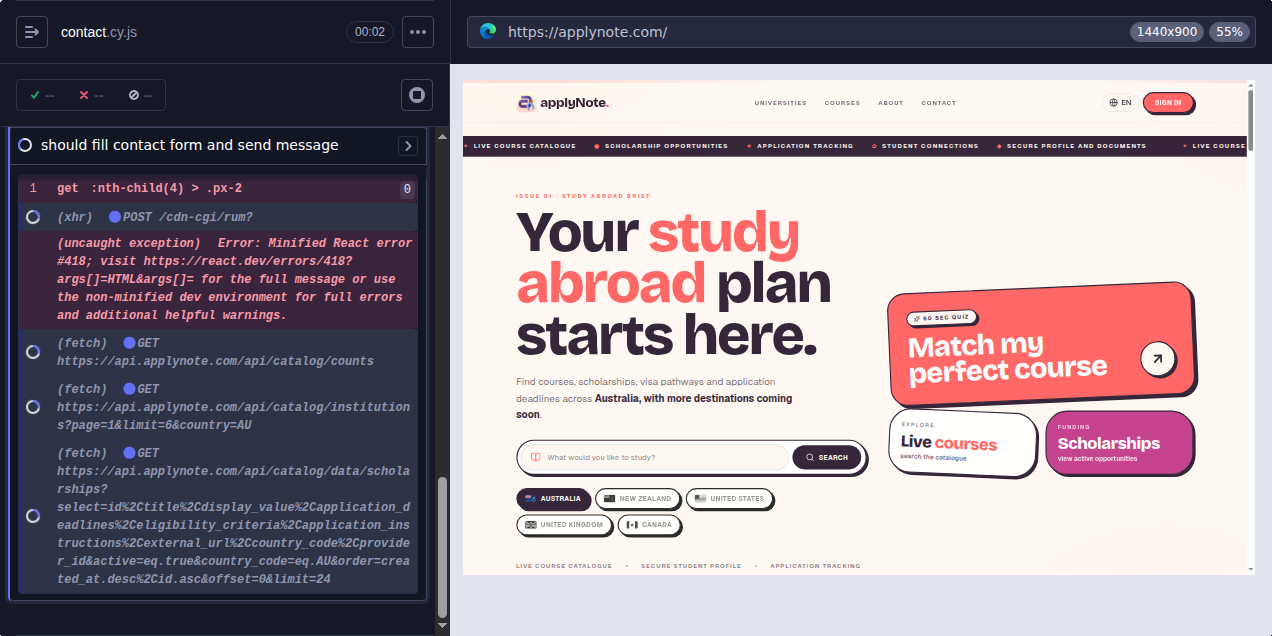 contact.cy.js
00:02
--
--
--
should fill contact form and send message
1 get :nth-child(4) > .px-2 0
(xhr) POST /cdn-cgi/rum?
(uncaught exception) Error: Minified React error
#418; visit https://react.dev/errors/418?
args[]=HTML&args[]= for the full message or use
the non-minified dev environment for full errors
and additional helpful warnings.
(fetch) GET
https://api.applynote.com/api/catalog/counts
(fetch) GET
https://api.applynote.com/api/catalog/institution
s?page=1&limit=6&country=AU
(fetch) GET
https://api.applynote.com/api/catalog/data/schola
rships?
select=id%2Ctitle%2Cdisplay_value%2Capplication_d
eadlines%2Celigibility_criteria%2Capplication_ins
tructions%2Cexternal_url%2Ccountry_code%2Cprovide
r_id&active=eq.true&country_code=eq.AU&order=crea
ted_at.desc%2Cid.asc&offset=0&limit=24
https://applynote.com/
1440x900
55%
applyNote.
UNIVERSITIES COURSES ABOUT CONTACT
EN
SIGN IN
LIVE COURSE CATALOGUE SCHOLARSHIP OPPORTUNITIES APPLICATION TRACKING STUDENT CONNECTIONS SECURE PROFILE AND DOCUMENTS LIVE COURSE
ISSUE 01 · STUDY ABROAD BRIEF
Your study
abroad plan
starts here.
Find courses, scholarships, visa pathways and application
deadlines across Australia, with more destinations coming
soon.
What would you like to study?
SEARCH
AUSTRALIA NEW ZEALAND UNITED STATES
UNITED KINGDOM CANADA
LIVE COURSE CATALOGUE • SECURE STUDENT PROFILE • APPLICATION TRACKING
60 SEC QUIZ
Match my
perfect course
EXPLORE
Live courses
search the catalogue
FUNDING
Scholarships
view active opportunities